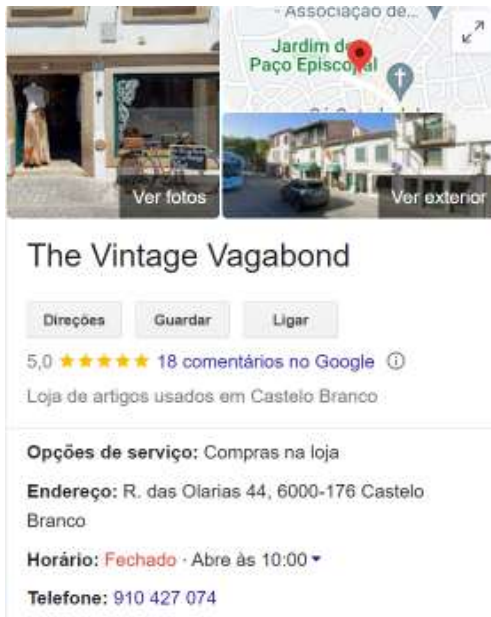 - Associação de...
Jardim do
Paço Episcopal
Ver fotos
Ver exterior
The Vintage Vagabond
Direções
Guardar
Ligar
5,0 ★★★★★ 18 comentários no Google
Loja de artigos usados em Castelo Branco
Opções de serviço: Compras na loja
Endereço: R. das Olarias 44, 6000-176 Castelo
Branco
Horário: Fechado · Abre às 10:00
Telefone: 910 427 074